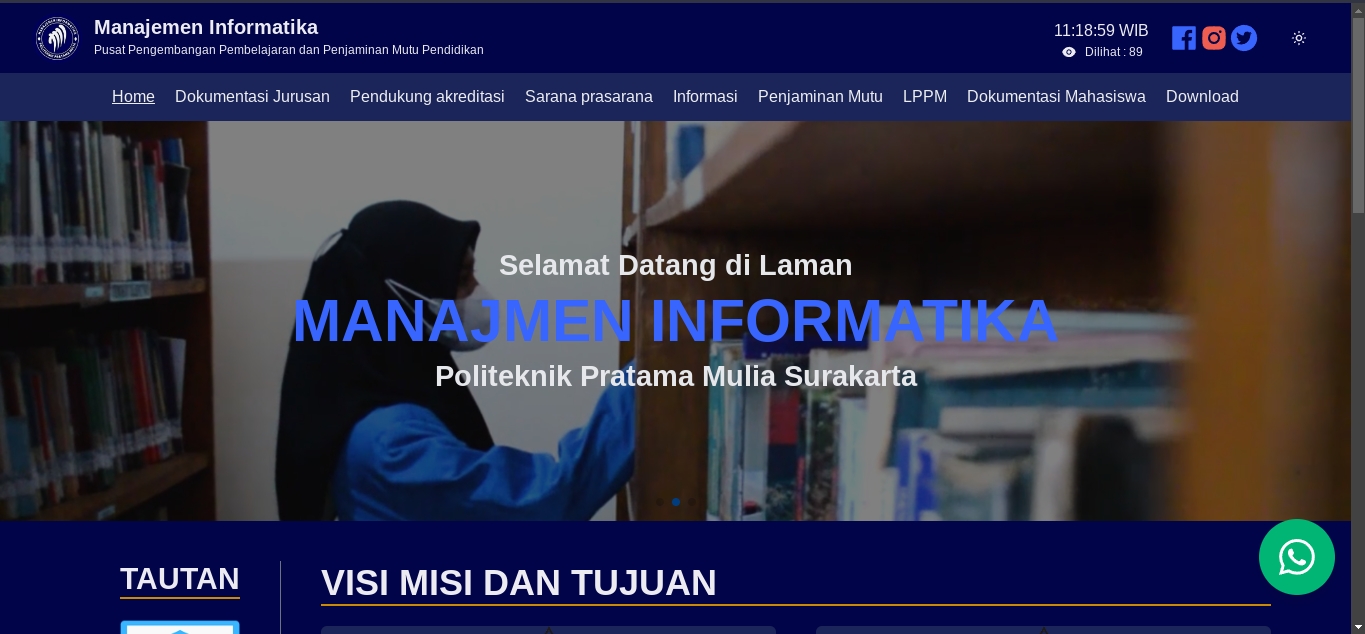 Manajemen Informatika
Pusat Pengembangan Pembelajaran dan Penjaminan Mutu Pendidikan
11:18:59 WIB
Dilihat : 89
Home Dokumentasi Jurusan Pendukung akreditasi Sarana prasarana Informasi Penjaminan Mutu LPPM Dokumentasi Mahasiswa Download
Selamat Datang di Laman
MANAJMEN INFORMATIKA
Politeknik Pratama Mulia Surakarta
TAUTAN
VISI MISI DAN TUJUAN